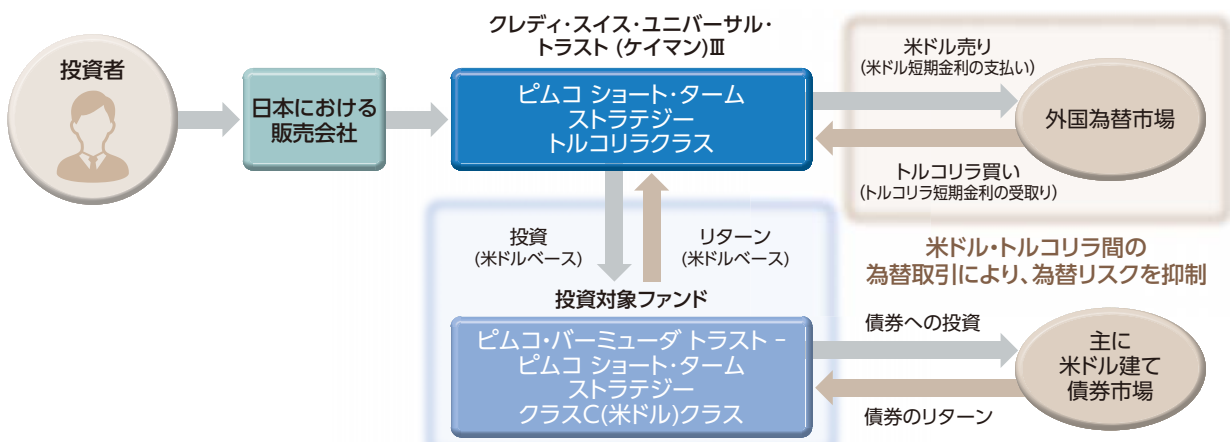 投資者
日本における
販売会社
クレディ・スイス・ユニバーサル・
トラスト(ケイマン)Ⅲ
ピムコ ショート・ターム
ストラテジー
トルコリラクラス
米ドル売り
(米ドル短期金利の支払い)
外国為替市場
トルコリラ買い
(トルコリラ短期金利の受取り)
米ドル・トルコリラ間の
為替取引により、為替リスクを抑制
投資
(米ドルベース)
リターン
(米ドルベース)
投資対象ファンド
ピムコ・バーミューダ トラスト –
ピムコ ショート・ターム
ストラテジー
クラスC(米ドル)クラス
債券への投資
主に
米ドル建て
債券市場
債券のリターン